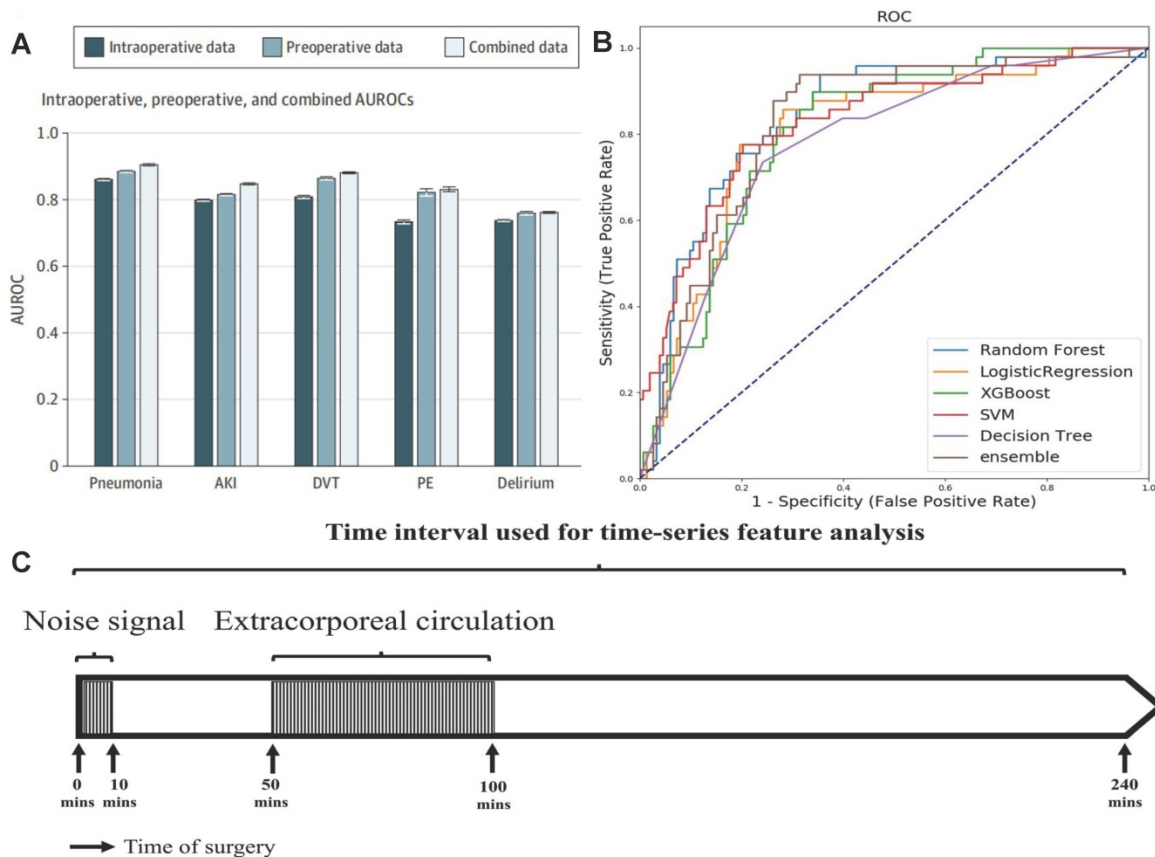 A
Intraoperative data
Preoperative data
Combined data
Intraoperative, preoperative, and combined AUROCs
AUROC
1.0
0.8
0.6
0.4
0.2
0
Pneumonia
AKI
DVT
PE
Delirium
B
ROC
Sensitivity (True Positive Rate)
1.0
0.8
0.6
0.4
0.2
0.0
Random Forest
LogisticRegression
XGBoost
SVM
Decision Tree
ensemble
0.0 0.2 0.4 0.6 0.8 1.0
1 - Specificity (False Positive Rate)
Time interval used for time-series feature analysis
C
Noise signal
Extracorporeal circulation
0 mins
10 mins
50 mins
100 mins
240 mins
Time of surgery